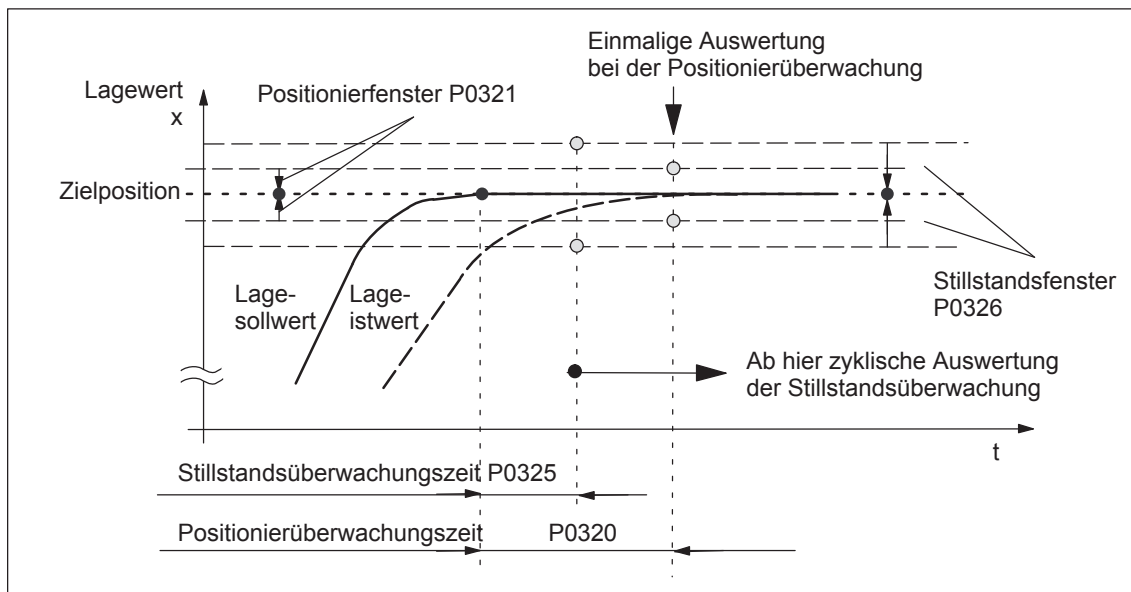 Einmalige Auswertung
bei der Positionierüberwachung
Lagewert
x
Positionierfenster P0321
Zielposition
Lage-
sollwert
Lage-
istwert
Stillstandsfenster
P0326
Ab hier zyklische Auswertung
der Stillstandsüberwachung
t
Stillstandsüberwachungszeit P0325
Positionierüberwachungszeit P0320